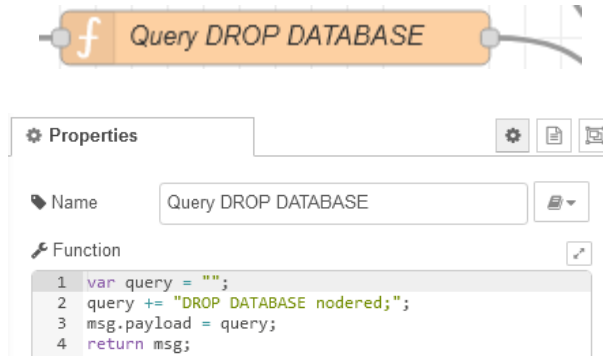 f Query DROP DATABASE
Properties
Name Query DROP DATABASE
Function
1 var query = "";
2 query += "DROP DATABASE nodered;";
3 msg.payload = query;
4 return msg;